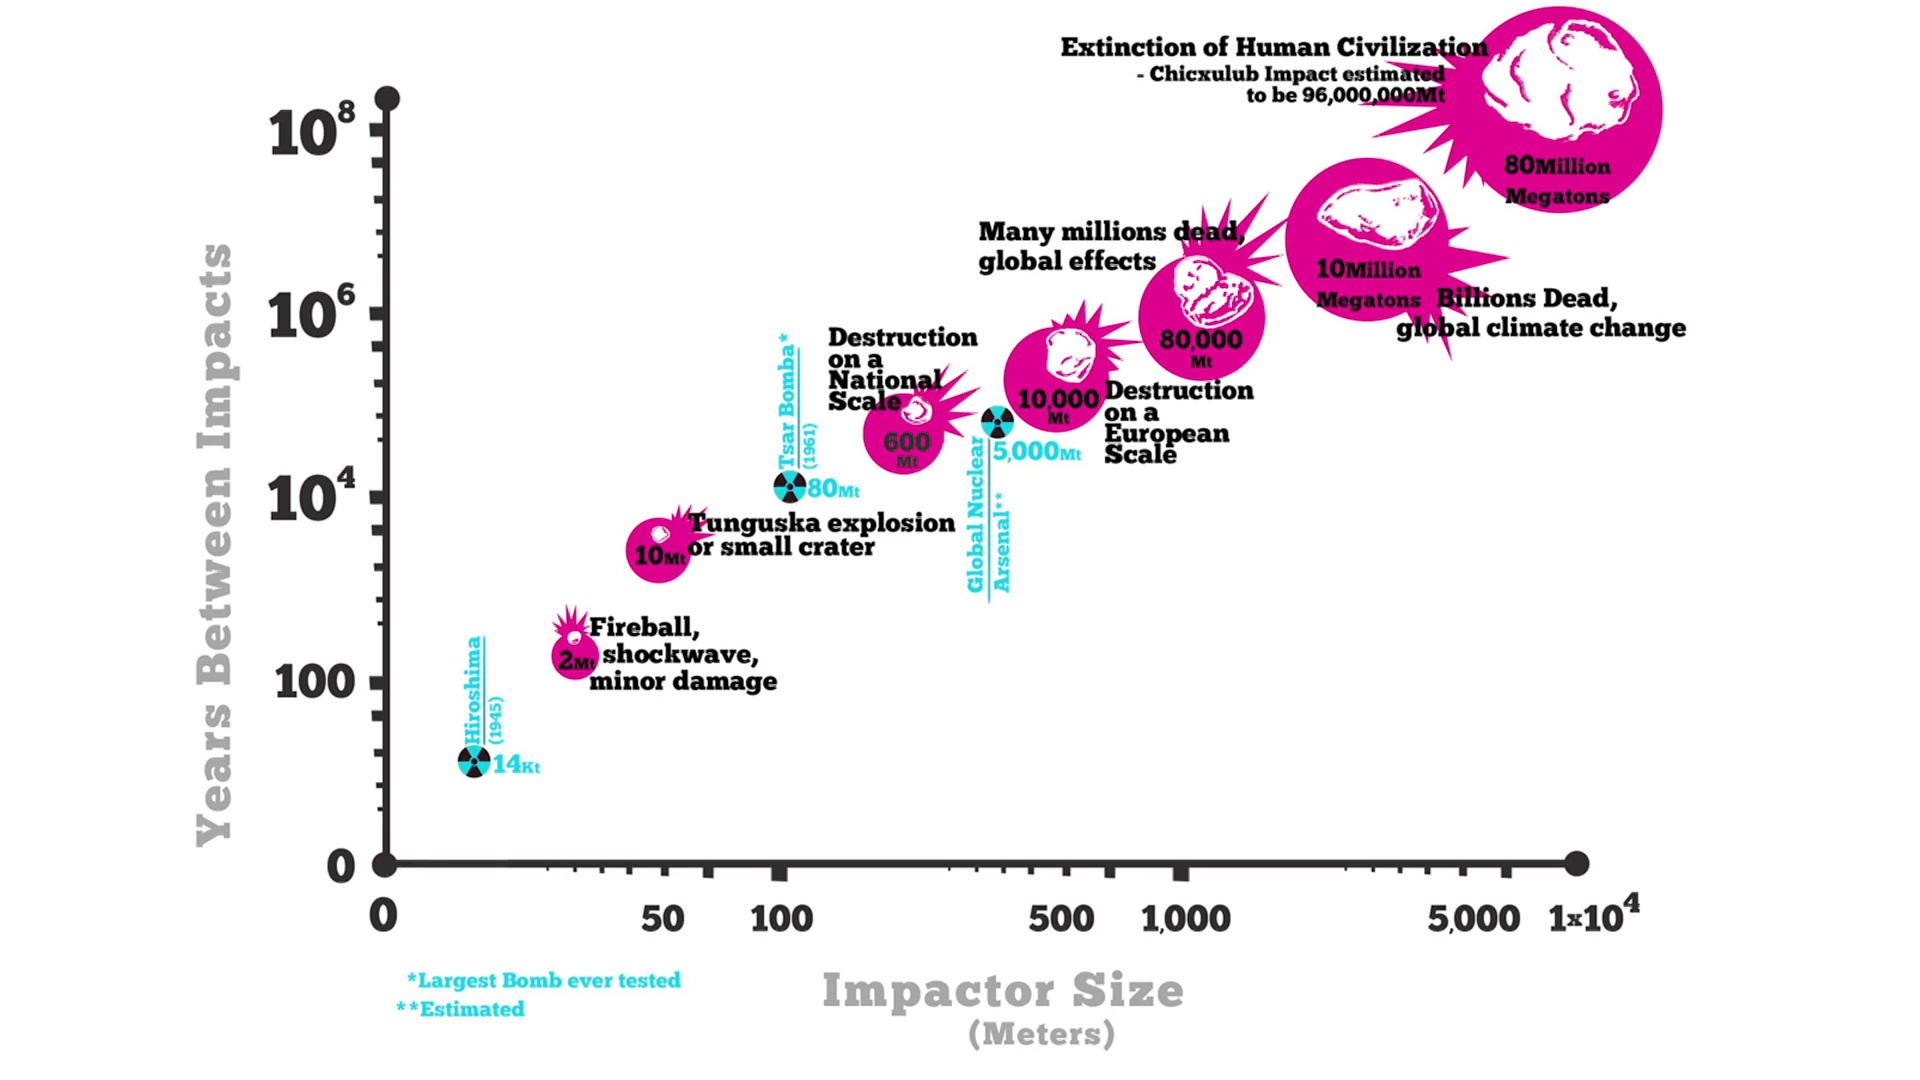 Extinction of Human Civilization
- Chicxulub Impact estimated
to be 96,000,000Mt
80Million
Megatons
10⁸
Many millions dead,
global effects
10Million
Megatons
Billions Dead,
global climate change
10⁶
80,000
Mt
Destruction
on a
National
Scale
600
Mt
10,000
Mt
Destruction
on a
European
Scale
Tsar Bomba*
(1961)
80Mt
5,000Mt
Global Nuclear
Arsenal**
10⁴
10Mt
Tunguska explosion
or small crater
2Mt
Fireball,
shockwave,
minor damage
100
Hiroshima
(1945)
14Kt
Years Between Impacts
0
0
50
100
500
1,000
5,000
1x10⁴
*Largest Bomb ever tested
**Estimated
Impactor Size
(Meters)